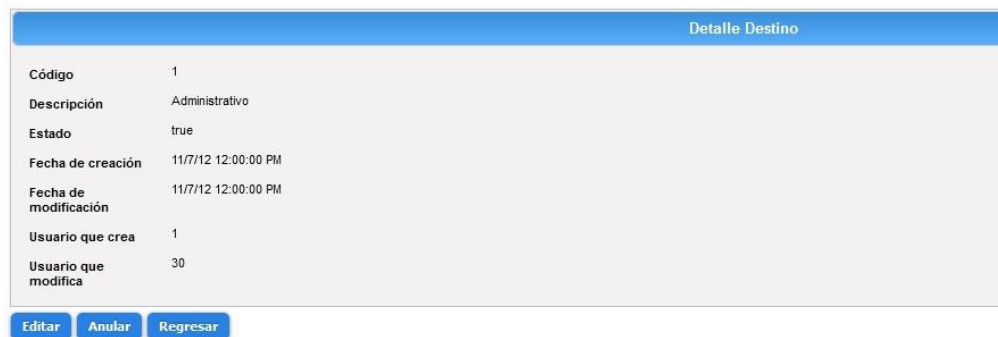 Detalle Destino
Código 1
Descripción Administrativo
Estado true
Fecha de creación 11/7/12 12:00:00 PM
Fecha de 11/7/12 12:00:00 PM
modificación
Usuario que crea 1
Usuario que 30
modifica
Editar Anular Regresar